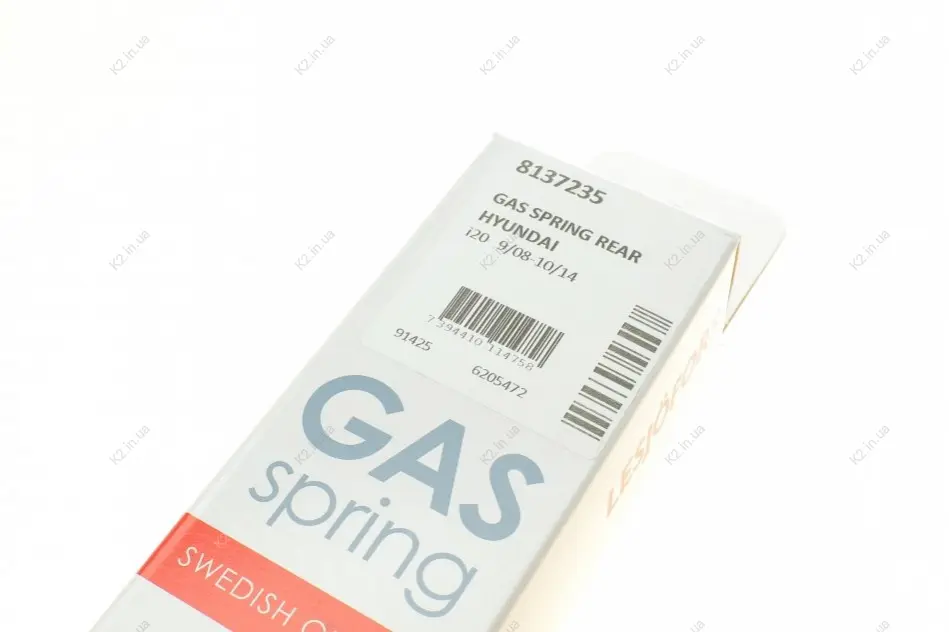 8137235
GAS SPRING REAR
HYUNDAI
i20 9/08-10/14
7 394410 114758
91425
6205472
GAS
spring
SWEDISH
LESJÖFORS
K2.in.ua